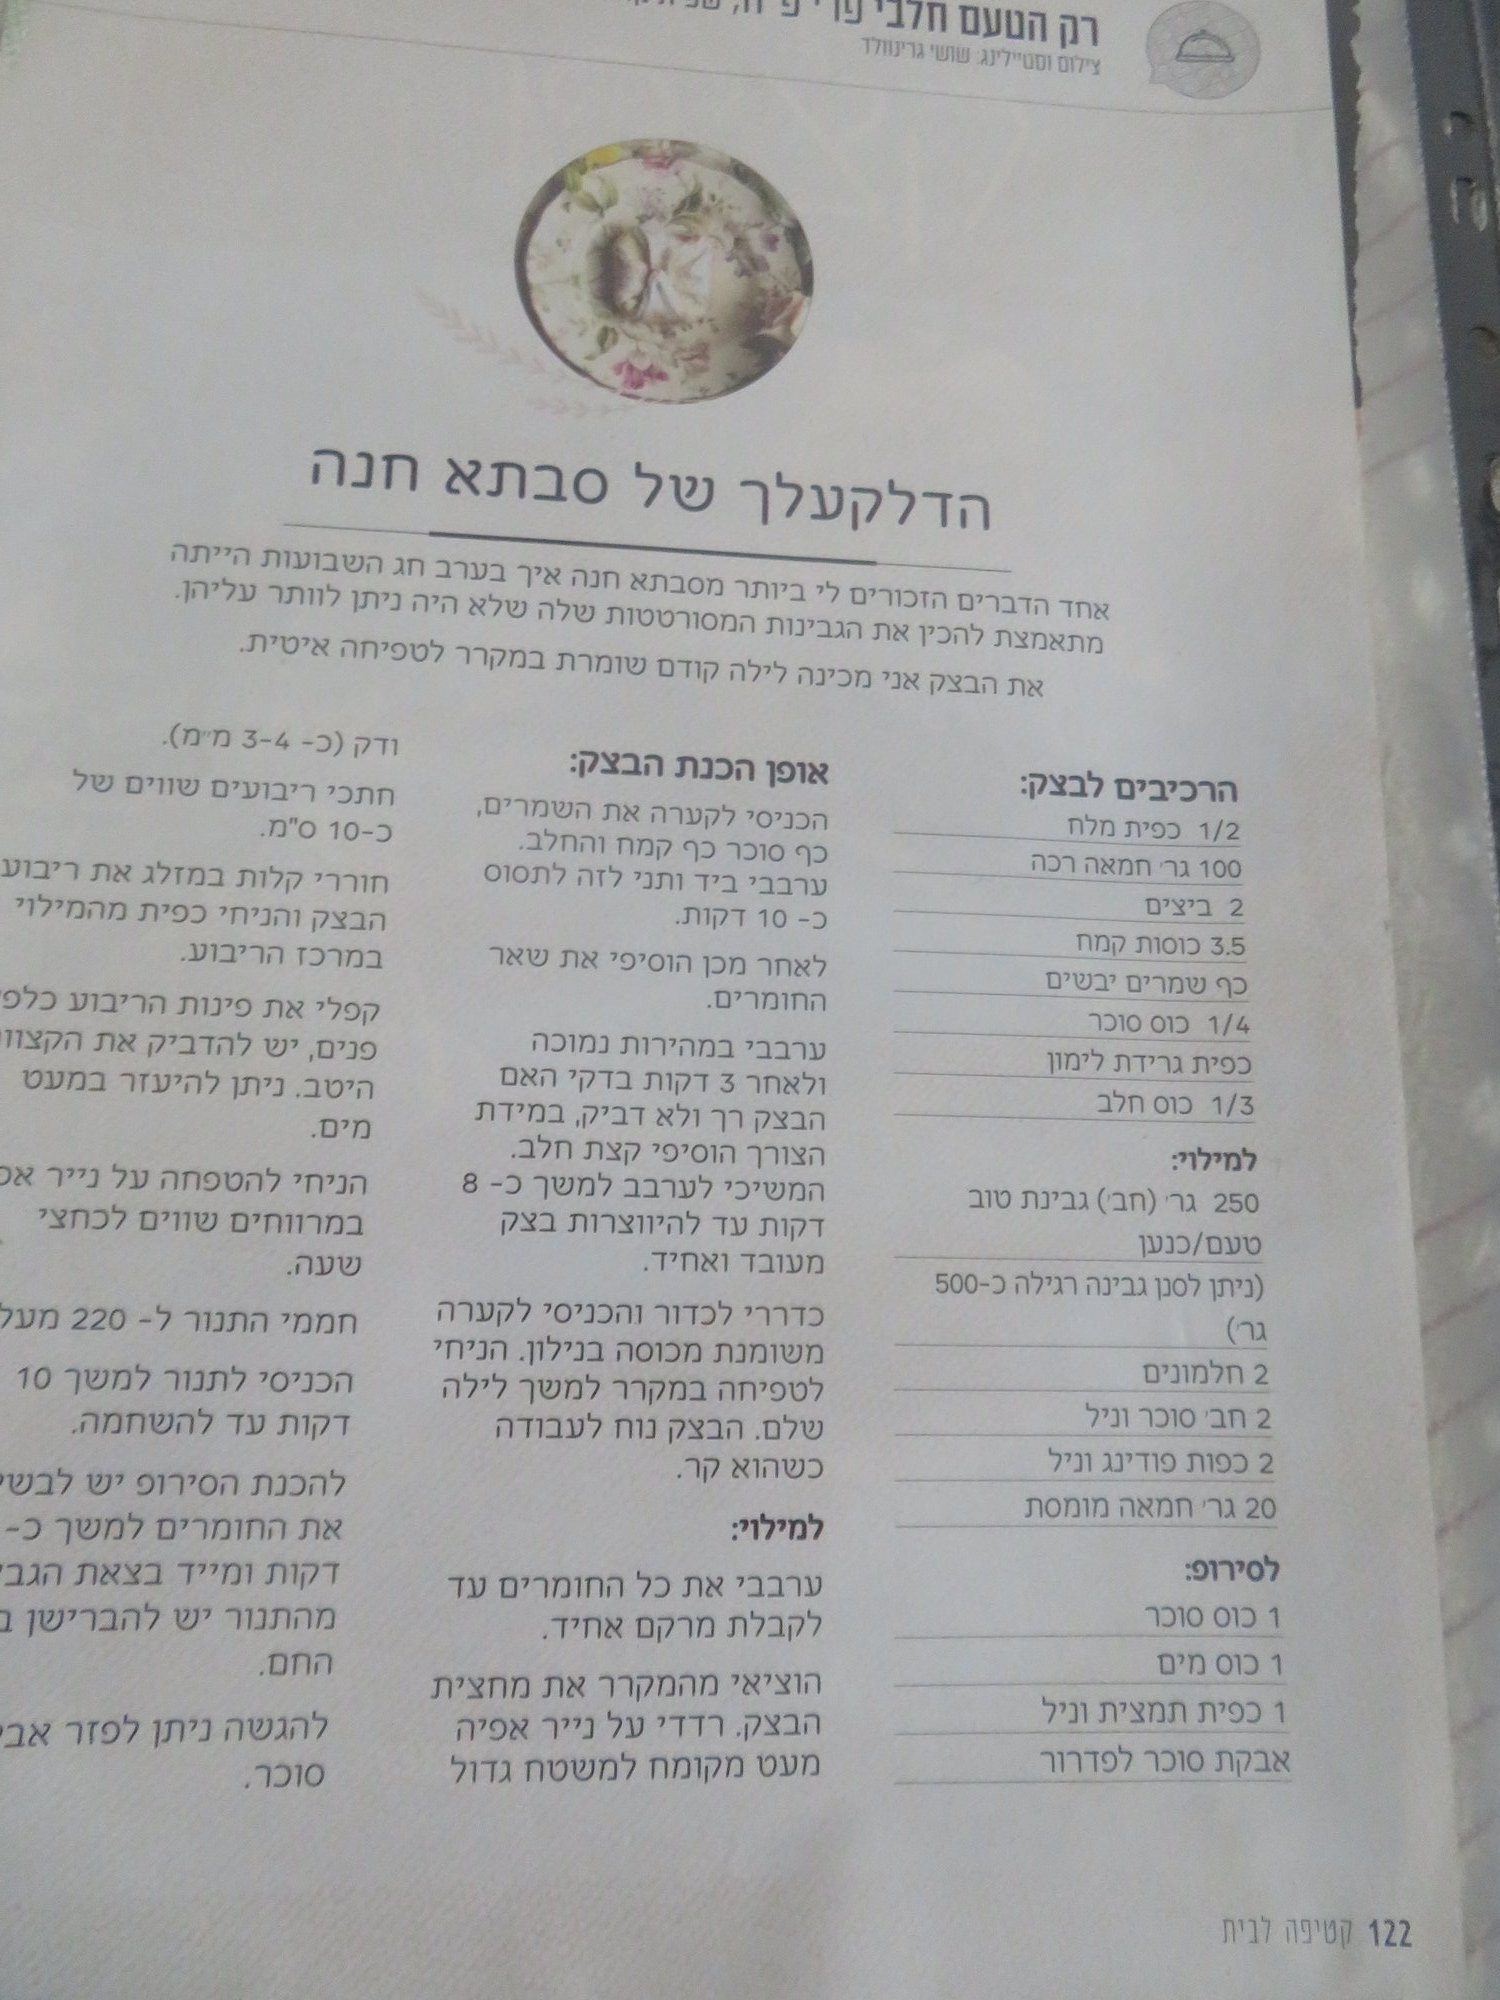 רק הטעם חלבי
צילום וסטיילינג: שושי גרינוולד
הדלקעלך של סבתא חנה
אחד הדברים הזכורים לי ביותר מסבתא חנה איך בערב חג השבועות הייתה
מתאמצת להכין את הגבינות המסורטטות שלה שלא היה ניתן לוותר עליהן.
את הבצק אני מכינה לילה קודם שומרת במקרר לטפיחה איטית.
הרכיבים לבצק:
1/2 כפית מלח
100 גר׳ חמאה רכה
2 ביצים
3.5 כוסות קמח
כף שמרים יבשים
1/4 כוס סוכר
כפית גרידת לימון
1/3 כוס חלב
למילוי:
250 גר׳ (חב׳) גבינת טוב
טעם/כנען
(ניתן לסנן גבינה רגילה כ-500
גר׳)
2 חלמונים
2 חב׳ סוכר וניל
2 כפות פודינג וניל
20 גר׳ חמאה מומסת
לסירופ:
1 כוס סוכר
1 כוס מים
1 כפית תמצית וניל
אבקת סוכר לפדרור
אופן הכנת הבצק:
הכניסי לקערה את השמרים,
כף סוכר כף קמח והחלב.
ערבבי ביד ותני לזה לתסוס
כ- 10 דקות.
לאחר מכן הוסיפי את שאר
החומרים.
ערבבי במהירות נמוכה
ולאחר 3 דקות בדקי האם
הבצק רך ולא דביק, במידת
הצורך הוסיפי קצת חלב.
המשיכי לערבב למשך כ- 8
דקות עד להיווצרות בצק
מעובד ואחיד.
כדררי לכדור והכניסי לקערה
משומנת מכוסה בנילון. הניחי
לטפיחה במקרר למשך לילה
שלם. הבצק נוח לעבודה
כשהוא קר.
למילוי:
ערבבי את כל החומרים עד
לקבלת מרקם אחיד.
הוציאי מהמקרר את מחצית
הבצק. רדדי על נייר אפיה
מעט מקומח למשטח גדול
ודק (כ- 3-4 מ״מ).
חתכי ריבועים שווים של
כ-10 ס"מ.
חוררי קלות במזלג את ריבוע
הבצק והניחי כפית מהמילוי
במרכז הריבוע.
קפלי את פינות הריבוע
פנים, יש להדביק את
היטב. ניתן להיעזר במעט
מים.
הניחי להטפחה על נייר
במרווחים שווים לכחצי
שעה.
חממי התנור ל- 220
הכניסי לתנור למשך 10
דקות עד להשחמה.
להכנת הסירופ יש
את החומרים למשך כ-
דקות ומייד בצאת
מהתנור יש להברישן
החם.
להגשה ניתן לפזר
סוכר.
122 קטיפה לבית